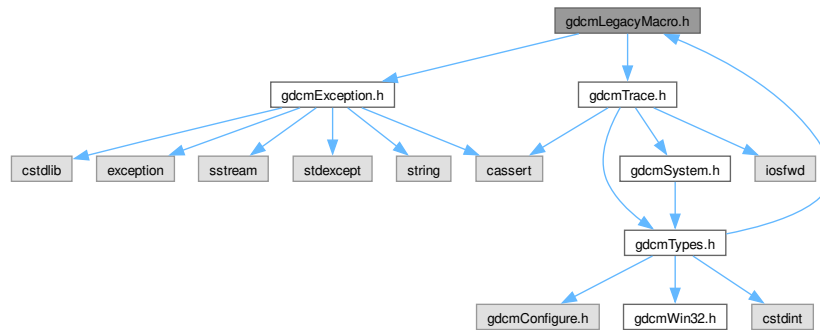 gdcmLegacyMacro.h
gdcmException.h
gdcmTrace.h
cstdlib
exception
sstream
stdexcept
string
cassert
gdcmSystem.h
iosfwd
gdcmTypes.h
gdcmConfigure.h
gdcmWin32.h
cstdint